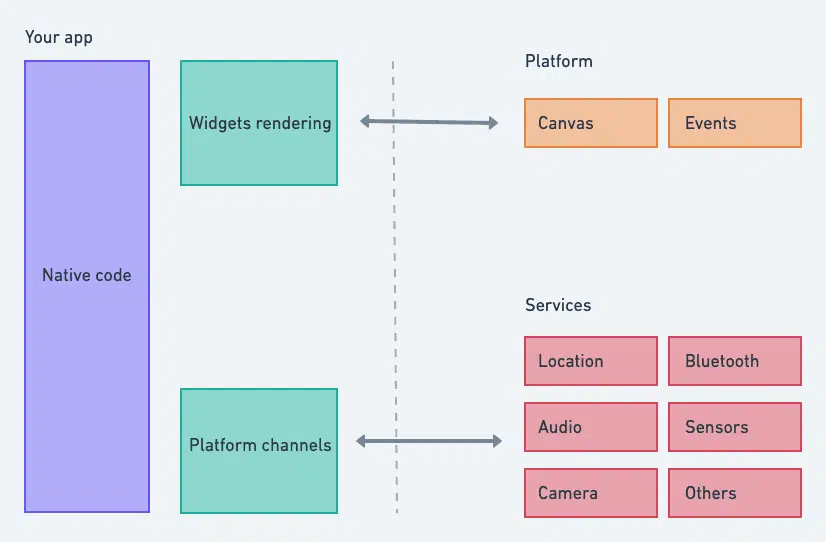 Your app
Native code
Widgets rendering
Platform channels
Platform
Canvas
Events
Services
Location
Bluetooth
Audio
Sensors
Camera
Others